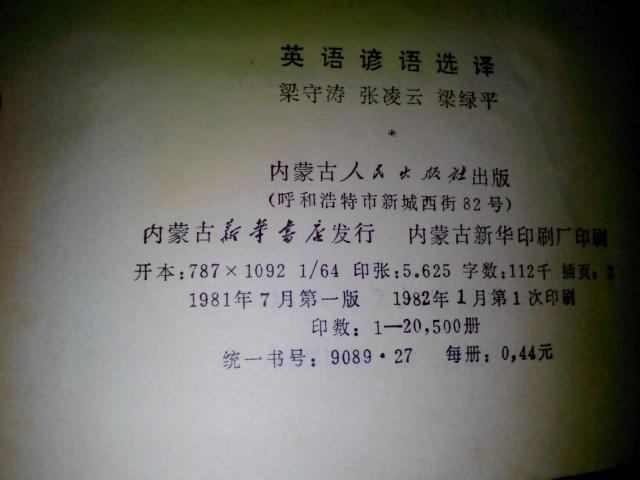 英语谚语选译
梁守涛 张凌云 梁绿平
*
内蒙古人民出版社出版
(呼和浩特市新城西街82号)
内蒙古新华书店发行 内蒙古新华印刷厂印刷
开本:787×1092 1/64 印张:5.625 字数:112千 插页:2
1981年7月第一版 1982年1月第1次印刷
印数:1—20,500册
统一书号:9089·27 每册:0,44元